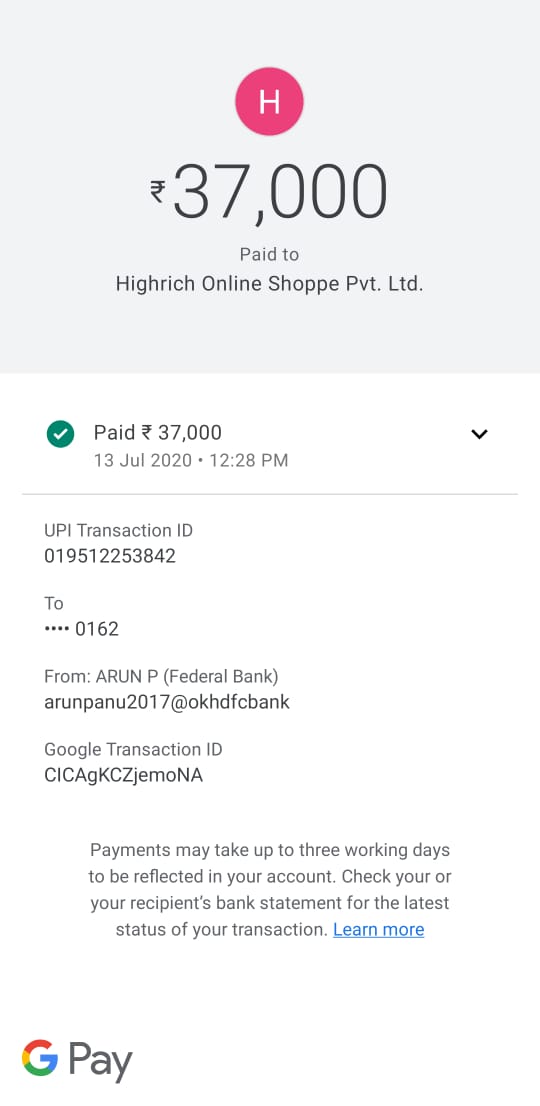 H
₹37,000
Paid to
Highrich Online Shoppe Pvt. Ltd.
Paid ₹ 37,000
13 Jul 2020 • 12:28 PM
UPI Transaction ID
019512253842
To
•••• 0162
From: ARUN P (Federal Bank)
arunpanu2017@okhdfcbank
Google Transaction ID
CICAgKCZjemoNA
Payments may take up to three working days
to be reflected in your account. Check your or
your recipient's bank statement for the latest
status of your transaction. Learn more
G Pay